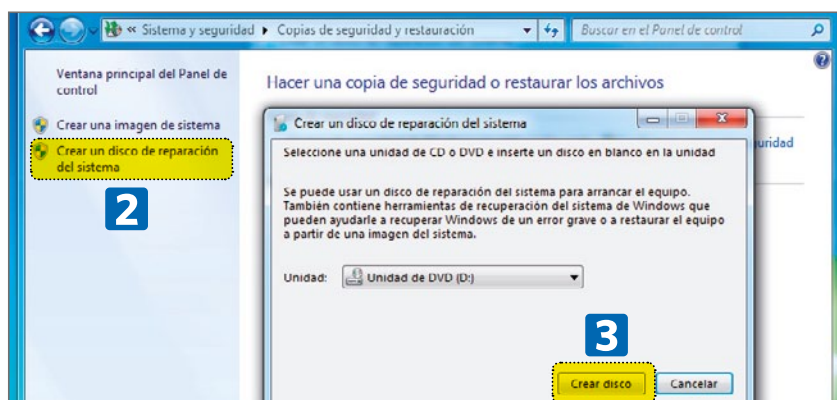 « Sistema y seguridad ▸ Copias de seguridad y restauración
Buscar en el Panel de control
Ventana principal del Panel de
control
Crear una imagen de sistema
Crear un disco de reparación
del sistema
2
Hacer una copia de seguridad o restaurar los archivos
uridad
Crear un disco de reparación del sistema
Seleccione una unidad de CD o DVD e inserte un disco en blanco en la unidad
Se puede usar un disco de reparación del sistema para arrancar el equipo.
También contiene herramientas de recuperación del sistema de Windows que
pueden ayudarle a recuperar Windows de un error grave o a restaurar el equipo
a partir de una imagen del sistema.
Unidad: Unidad de DVD (D:)
3
Crear disco Cancelar